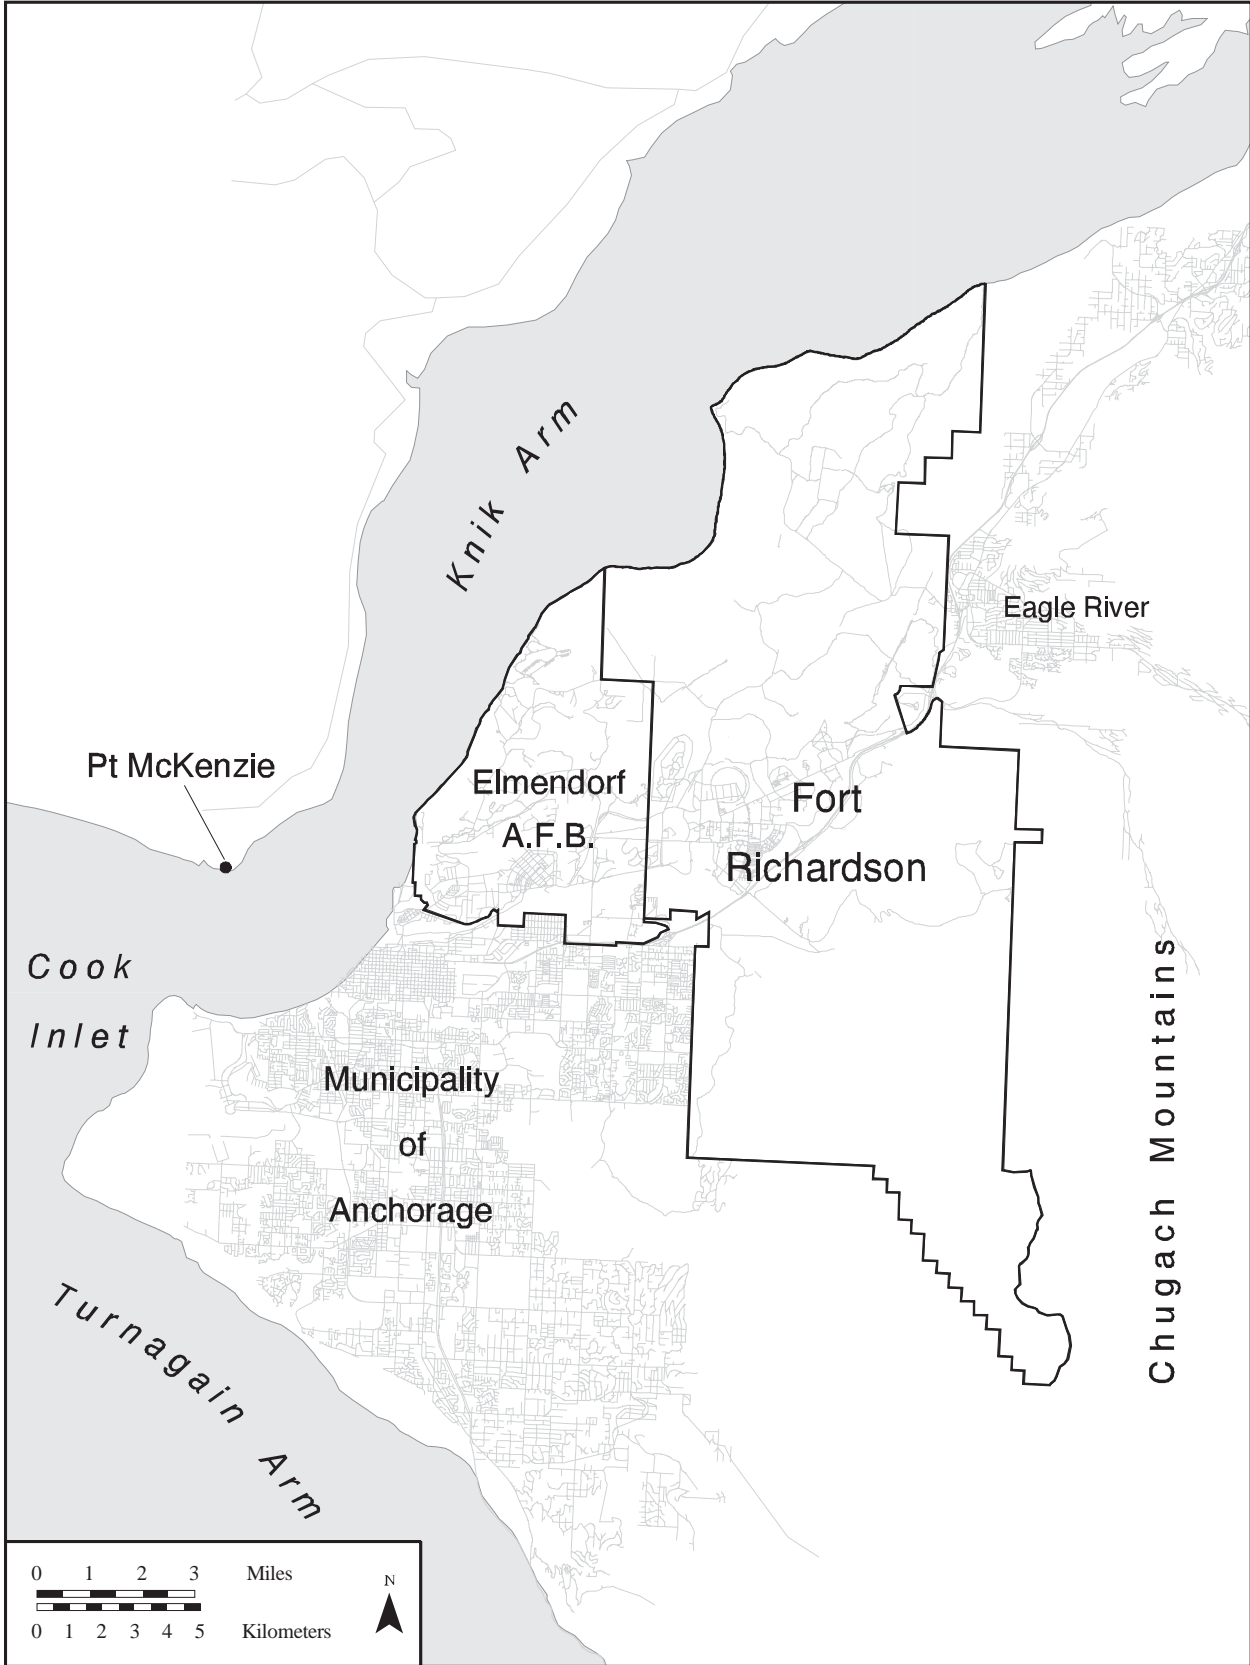 Knik Arm
Eagle River
Pt McKenzie
Elmendorf
A.F.B.
Fort
Richardson
Cook
Inlet
Chugach Mountains
Municipality
of
Anchorage
Turnagain Arm
0 1 2 3 Miles
0 1 2 3 4 5 Kilometers
N